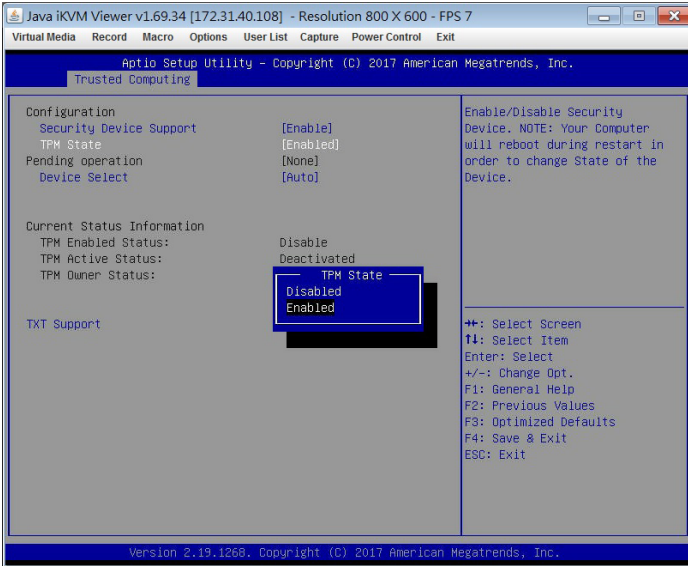 Java iKVM Viewer v1.69.34 [172.31.40.108] - Resolution 800 X 600 - FPS 7
Virtual Media Record Macro Options User List Capture Power Control Exit
Aptio Setup Utility – Copyright (C) 2017 American Megatrends, Inc.
Trusted Computing
Configuration
Security Device Support [Enable]
TPM State [Enabled]
Pending operation [None]
Device Select [Auto]
Current Status Information
TPM Enabled Status: Disable
TPM Active Status: Deactivated
TPM Owner Status:
TPM State
Disabled
Enabled
TXT Support
Enable/Disable Security
Device. NOTE: Your Computer
will reboot during restart in
order to change State of the
Device.
→←: Select Screen
↑↓: Select Item
Enter: Select
+/-: Change Opt.
F1: General Help
F2: Previous Values
F3: Optimized Defaults
F4: Save & Exit
ESC: Exit
Version 2.19.1268. Copyright (C) 2017 American Megatrends, Inc.